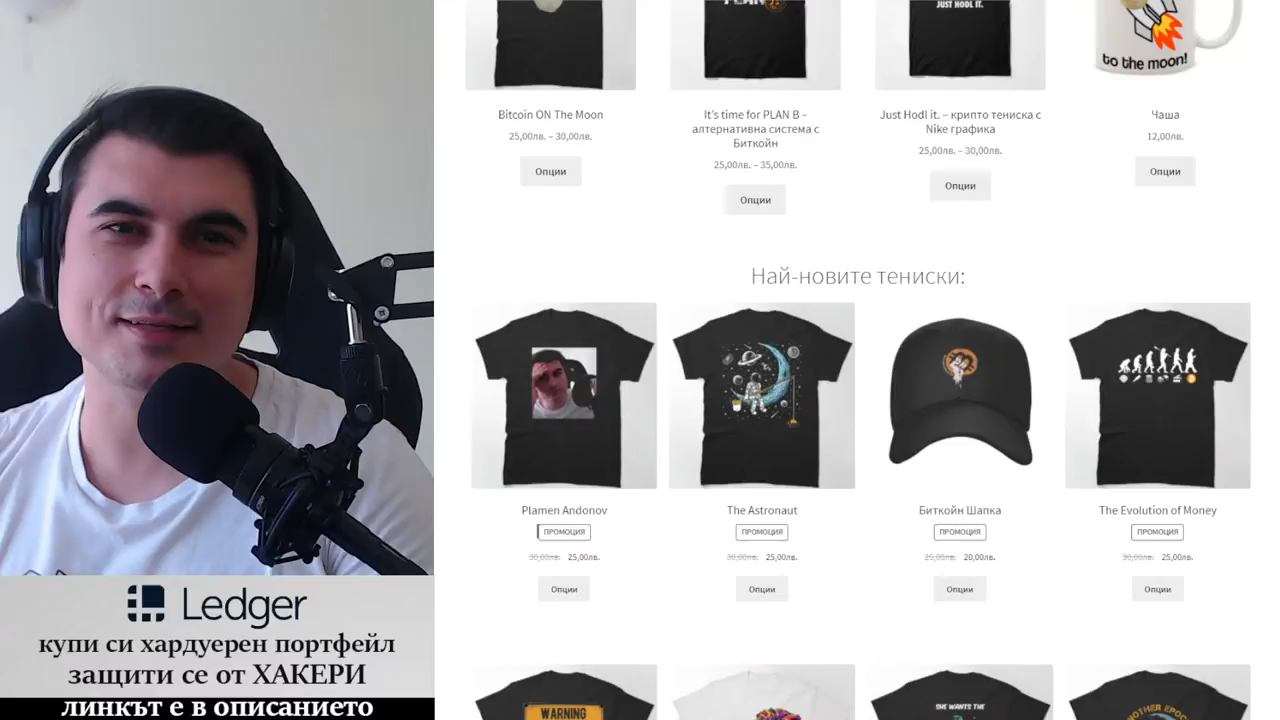 JUST HODL IT.
to the moon!
Bitcoin ON The Moon
25,00лв. – 30,00лв.
Опции
It's time for PLAN B –
алтернативна система с
Биткойн
25,00лв. – 35,00лв.
Опции
Just Hodl it. – крипто тениска с
Nike графика
25,00лв. – 30,00лв.
Опции
Чаша
12,00лв.
Опции
Най-новите тениски:
Plamen Andonov
ПРОМОЦИЯ
30,00лв. 25,00лв.
Опции
The Astronaut
ПРОМОЦИЯ
30,00лв. 25,00лв.
Опции
Биткойн Шапка
ПРОМОЦИЯ
25,00лв. 20,00лв.
Опции
The Evolution of Money
ПРОМОЦИЯ
30,00лв. 25,00лв.
Опции
WARNING
SHE WANTS THE
Ledger
купи си хардуерен портфейл
защити се от ХАКЕРИ
линкът е в описанието